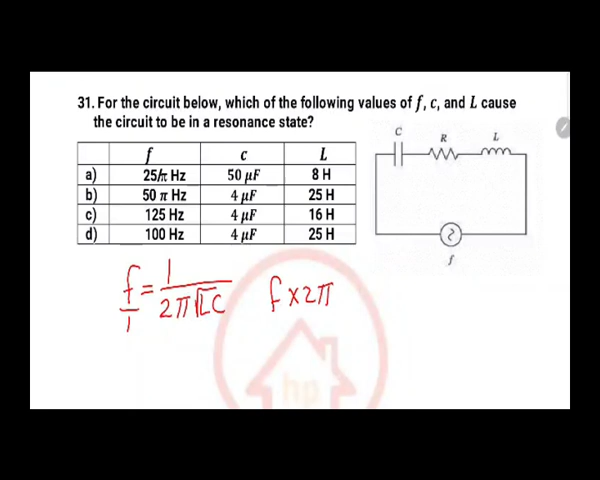 31. For the circuit below, which of the following values of f, c, and L cause
the circuit to be in a resonance state?
f c L
a) 25/π Hz 50 μF 8 H
b) 50 π Hz 4 μF 25 H
c) 125 Hz 4 μF 16 H
d) 100 Hz 4 μF 25 H
C R L
f
f/1 = 1/2π√LC f×2π
hp